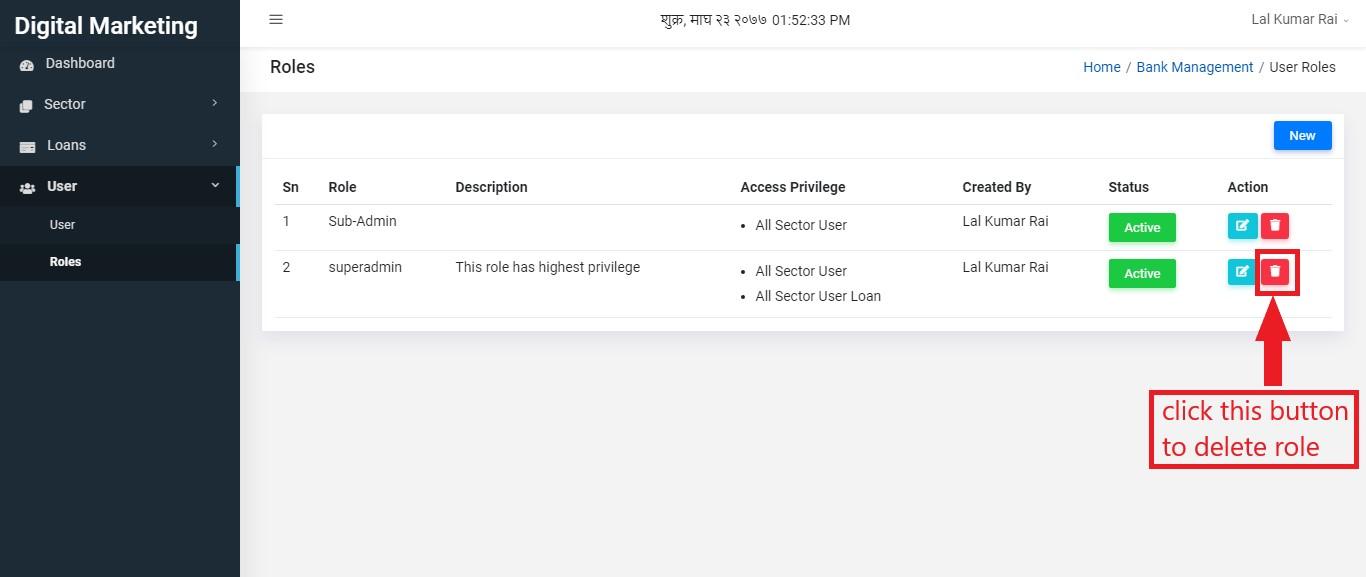 Digital Marketing
शुक्र, माघ २३ २०७७ 01:52:33 PM
Lal Kumar Rai
Dashboard
Sector
Loans
User
User
Roles
Roles
Home / Bank Management / User Roles
New
Sn Role Description Access Privilege Created By Status Action
1 Sub-Admin • All Sector User Lal Kumar Rai Active
2 superadmin This role has highest privilege • All Sector User Lal Kumar Rai Active
• All Sector User Loan
click this button
to delete role